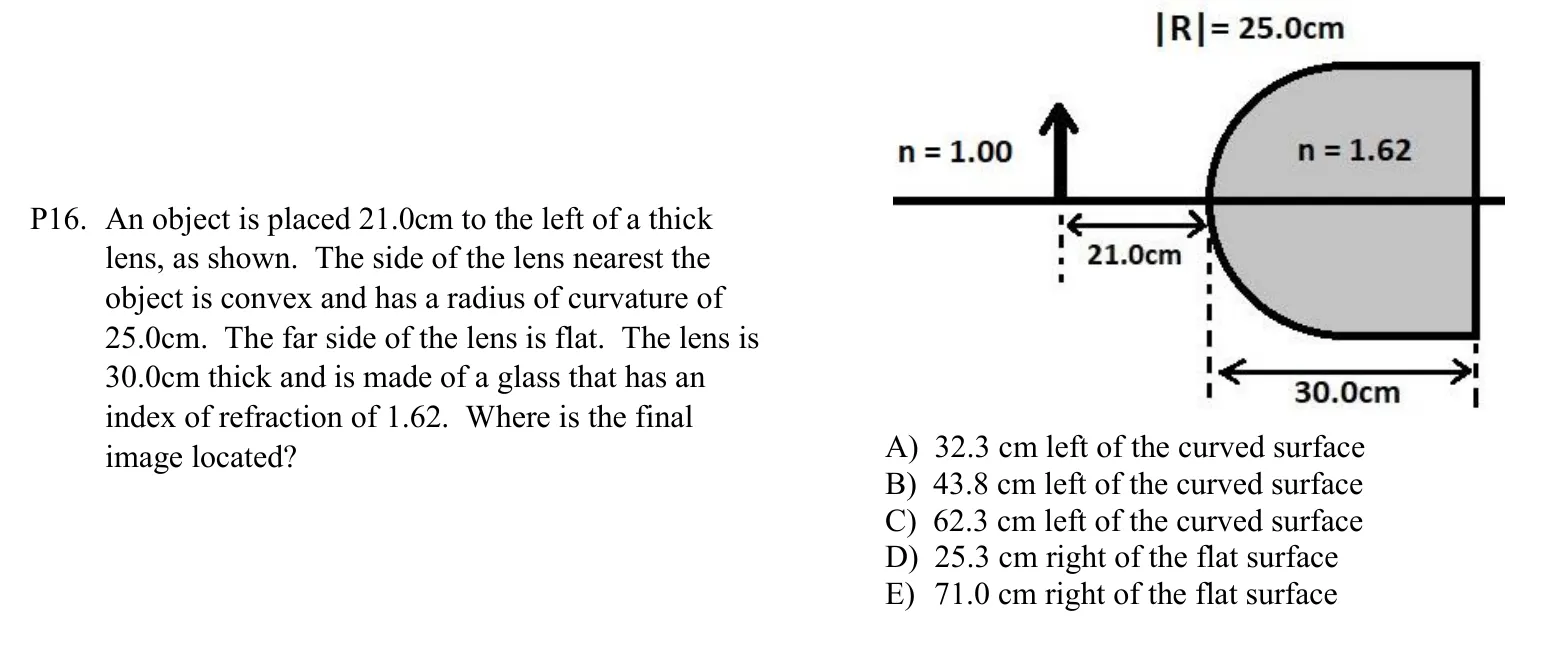 P16. An object is placed 21.0cm to the left of a thick
lens, as shown. The side of the lens nearest the
object is convex and has a radius of curvature of
25.0cm. The far side of the lens is flat. The lens is
30.0cm thick and is made of a glass that has an
index of refraction of 1.62. Where is the final
image located?
|R|= 25.0cm
n = 1.00
n = 1.62
21.0cm
30.0cm
A) 32.3 cm left of the curved surface
B) 43.8 cm left of the curved surface
C) 62.3 cm left of the curved surface
D) 25.3 cm right of the flat surface
E) 71.0 cm right of the flat surface